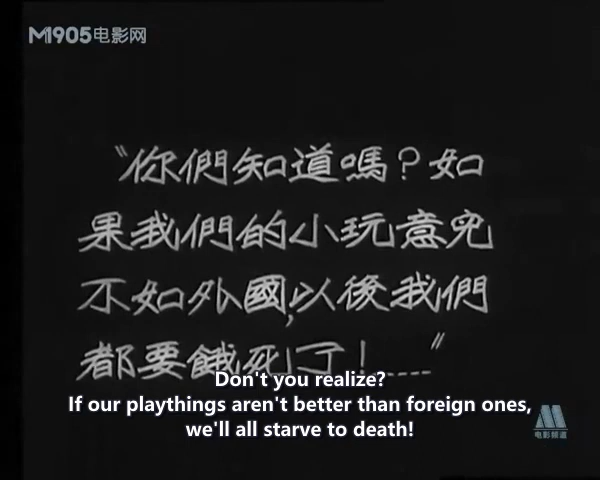 M1905电影网
"你們知道嗎?如
果我們的小玩意兒
不如外國,以後我們
都要餓死了!....."
Don't you realize?
If our playthings aren't better than foreign ones,
we'll all starve to death!
电影频道